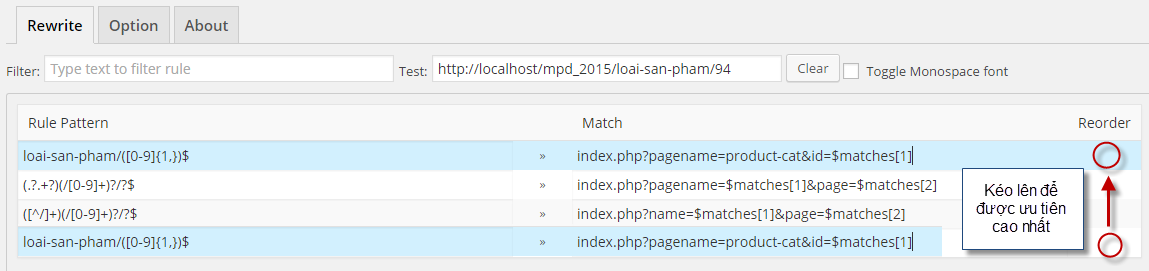 Rewrite Option About
Filter: Type text to filter rule Test: http://localhost/mpd_2015/loai-san-pham/94 Clear Toggle Monospace font
Rule Pattern Match Reorder
loai-san-pham/([0-9]{1,})$ » index.php?pagename=product-cat&id=$matches[1]
(.?.+?)(/[0-9]+)?/?$ » index.php?pagename=$matches[1]&page=$matches[2]
([^/]+)(/[0-9]+)?/?$ » index.php?name=$matches[1]&page=$matches[2]
loai-san-pham/([0-9]{1,})$ » index.php?pagename=product-cat&id=$matches[1]
Kéo lên để
được ưu tiên
cao nhất